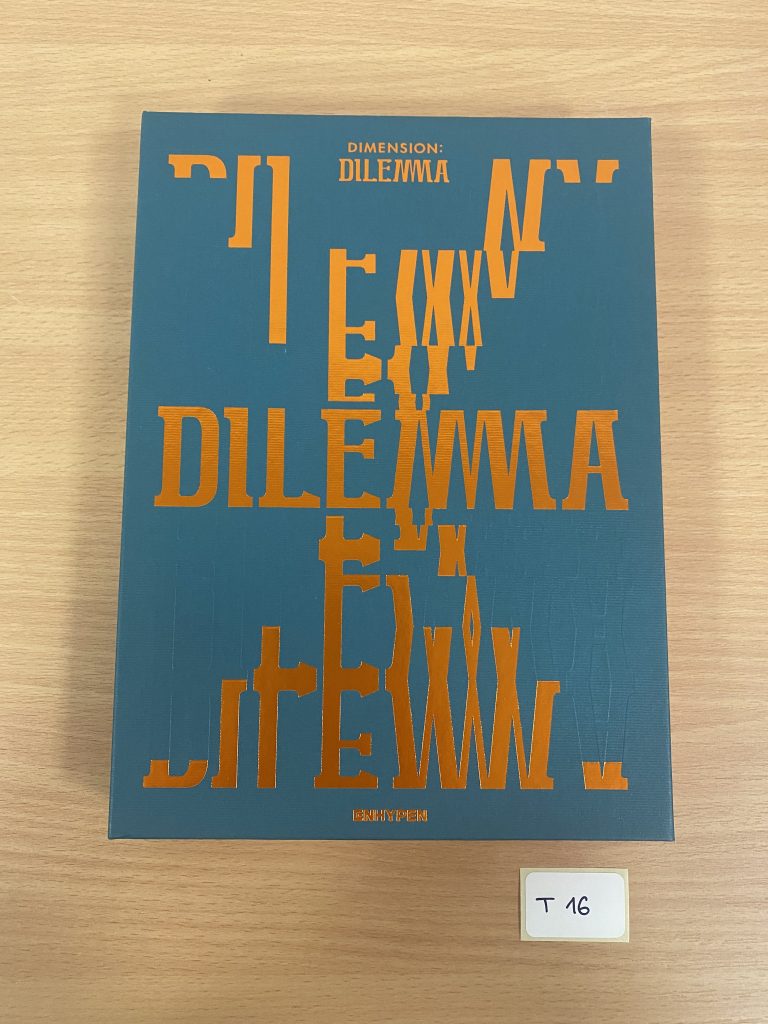 DIMENSION:
DILEMMA
DILEMMA
ENHYPEN
T 16